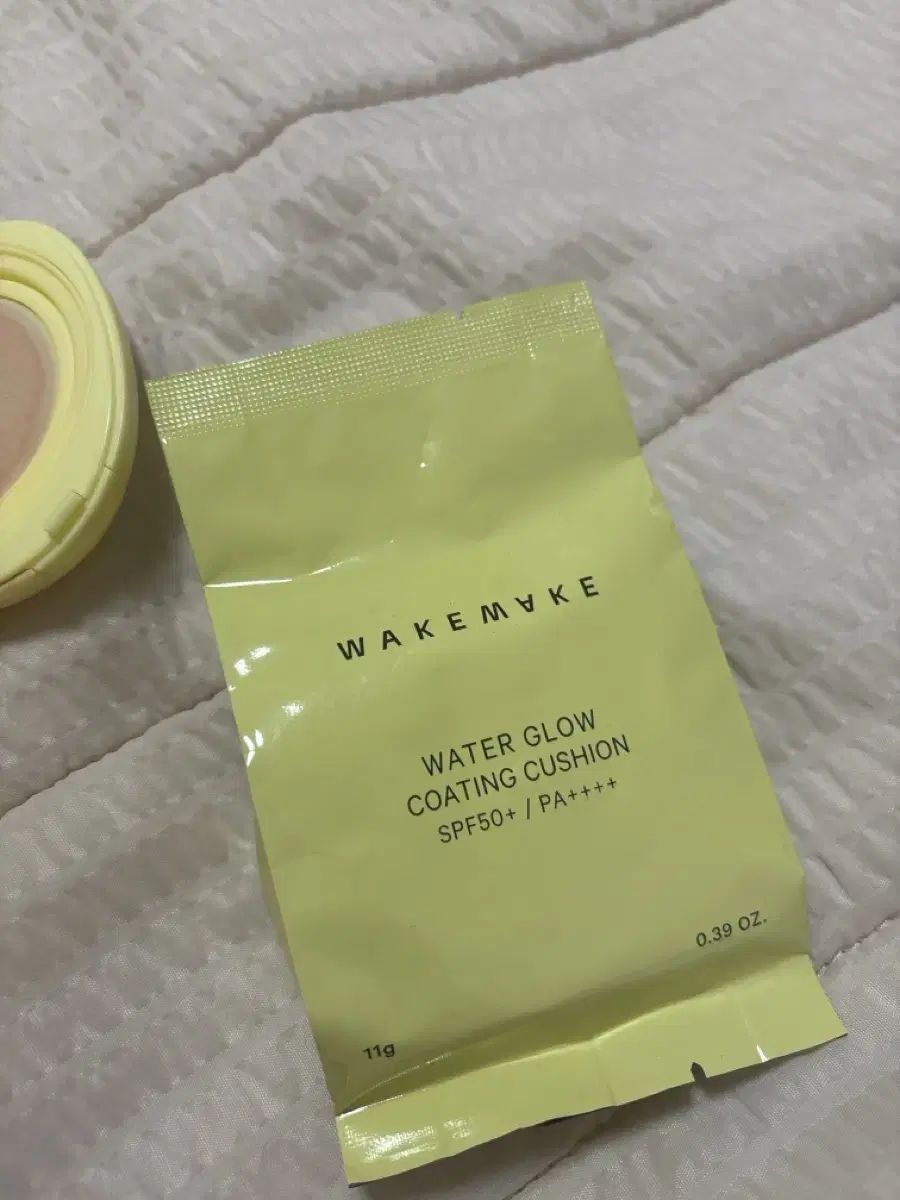 WAKEMAKE
WATER GLOW
COATING CUSHION
SPF50+ / PA++++
0.39 OZ.
11g